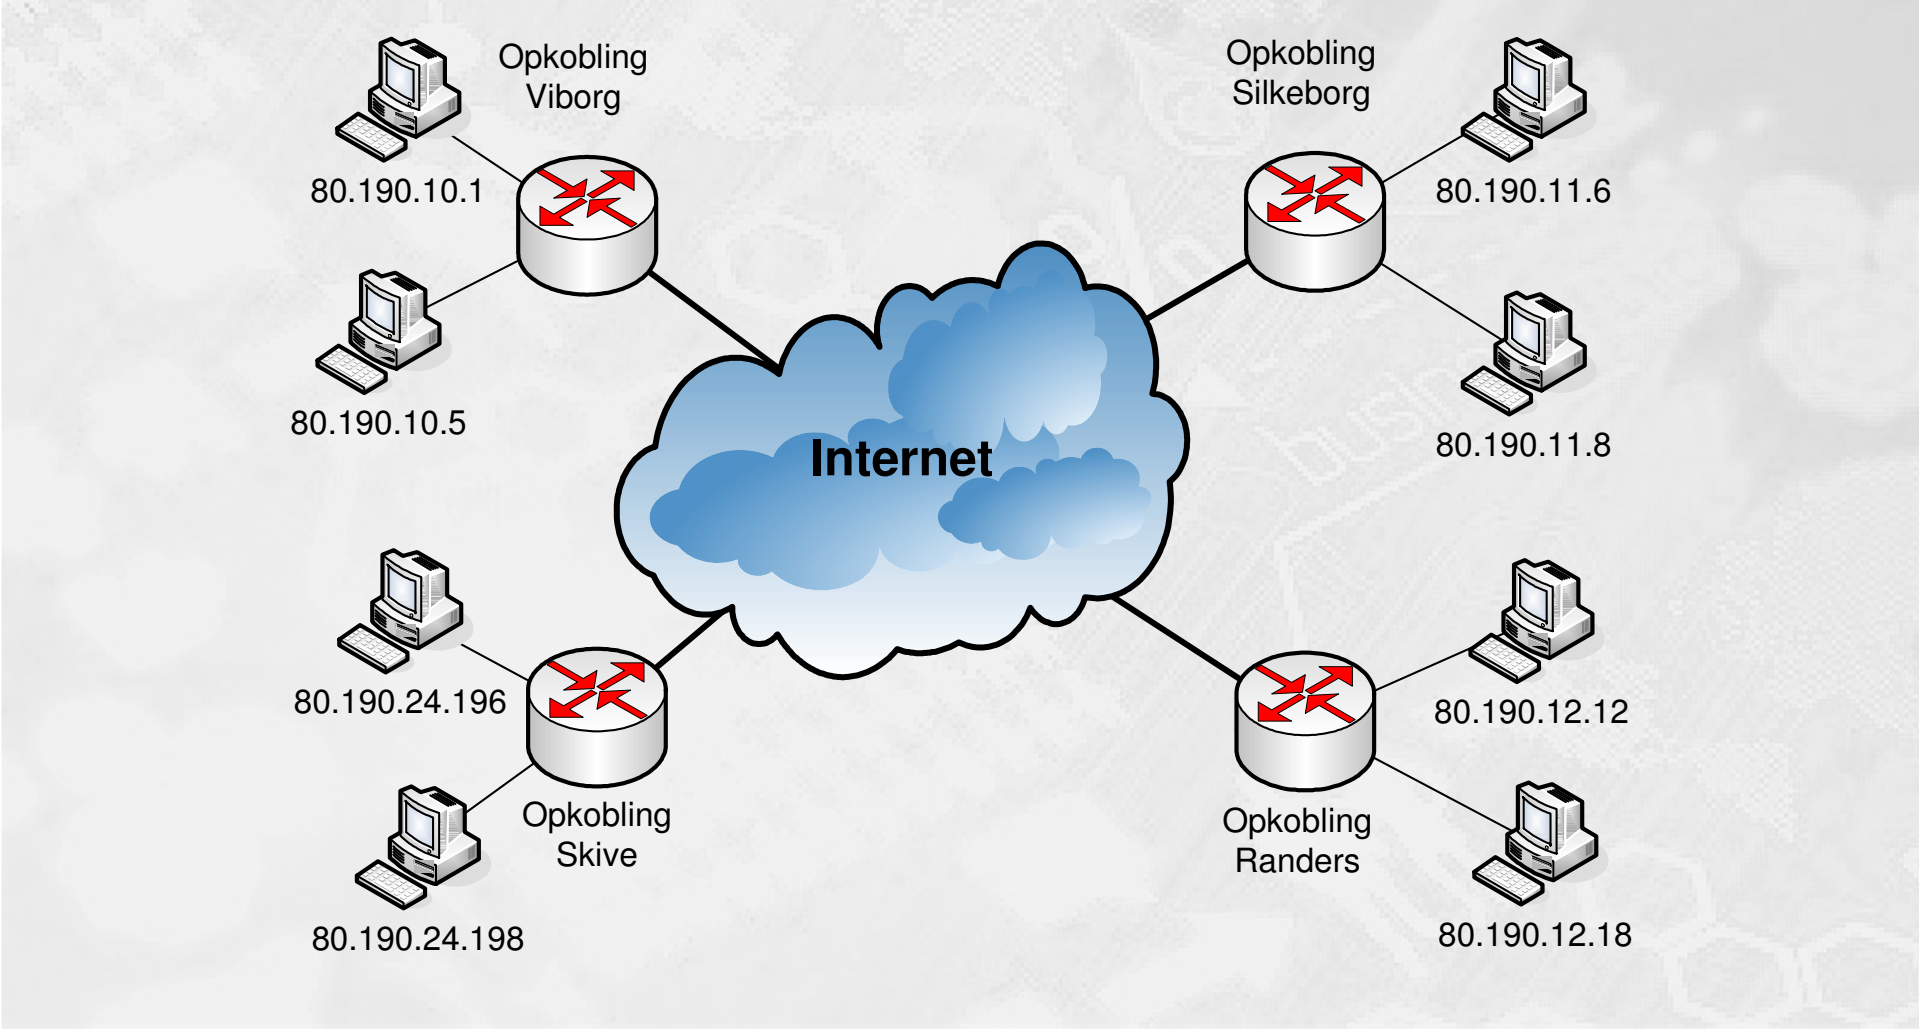 Opkobling
Viborg
80.190.10.1
80.190.10.5
Opkobling
Silkeborg
80.190.11.6
80.190.11.8
Internet
80.190.24.196
80.190.24.198
Opkobling
Skive
80.190.12.12
80.190.12.18
Opkobling
Randers